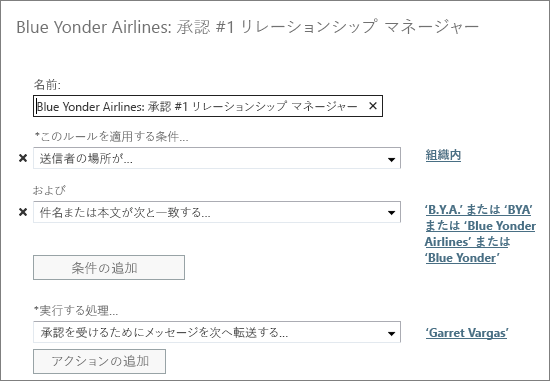 Blue Yonder Airlines: 承認 #1 リレーションシップ マネージャー
名前:
Blue Yonder Airlines: 承認 #1 リレーションシップ マネージャー
*このルールを適用する条件...
送信者の場所が...
組織内
および
件名または本文が次と一致する...
‘B.Y.A.’ または ‘BYA’
または ‘Blue Yonder
Airlines’ または
‘Blue Yonder’
条件の追加
*実行する処理...
承認を受けるためにメッセージを次へ転送する...
‘Garret Vargas’
アクションの追加